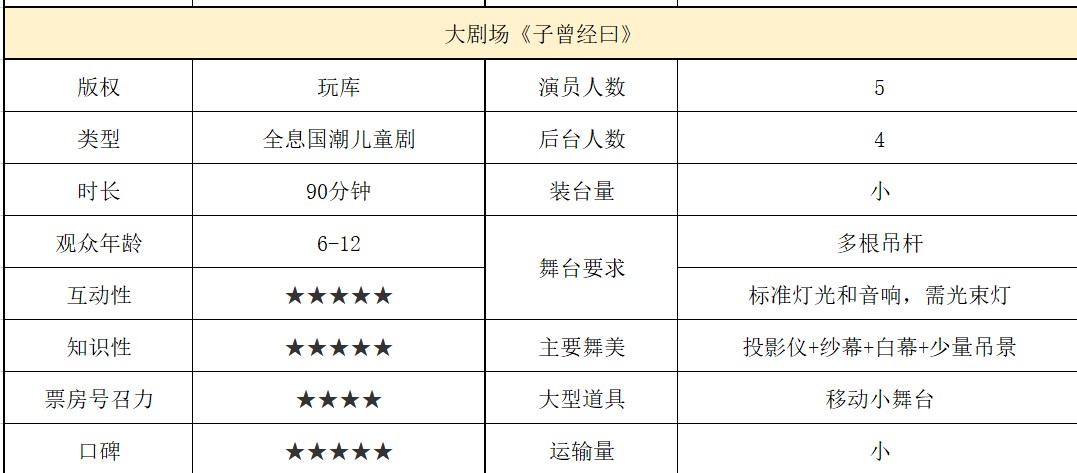 大剧场《子曾经曰》
版权 玩库 演员人数 5
类型 全息国潮儿童剧 后台人数 4
时长 90分钟 装台量 小
观众年龄 6-12 舞台要求 多根吊杆
互动性 ★★★★★ 标准灯光和音响，需光束灯
知识性 ★★★★★ 主要舞美 投影仪+纱幕+白幕+少量吊景
票房号召力 ★★★★ 大型道具 移动小舞台
口碑 ★★★★★ 运输量 小